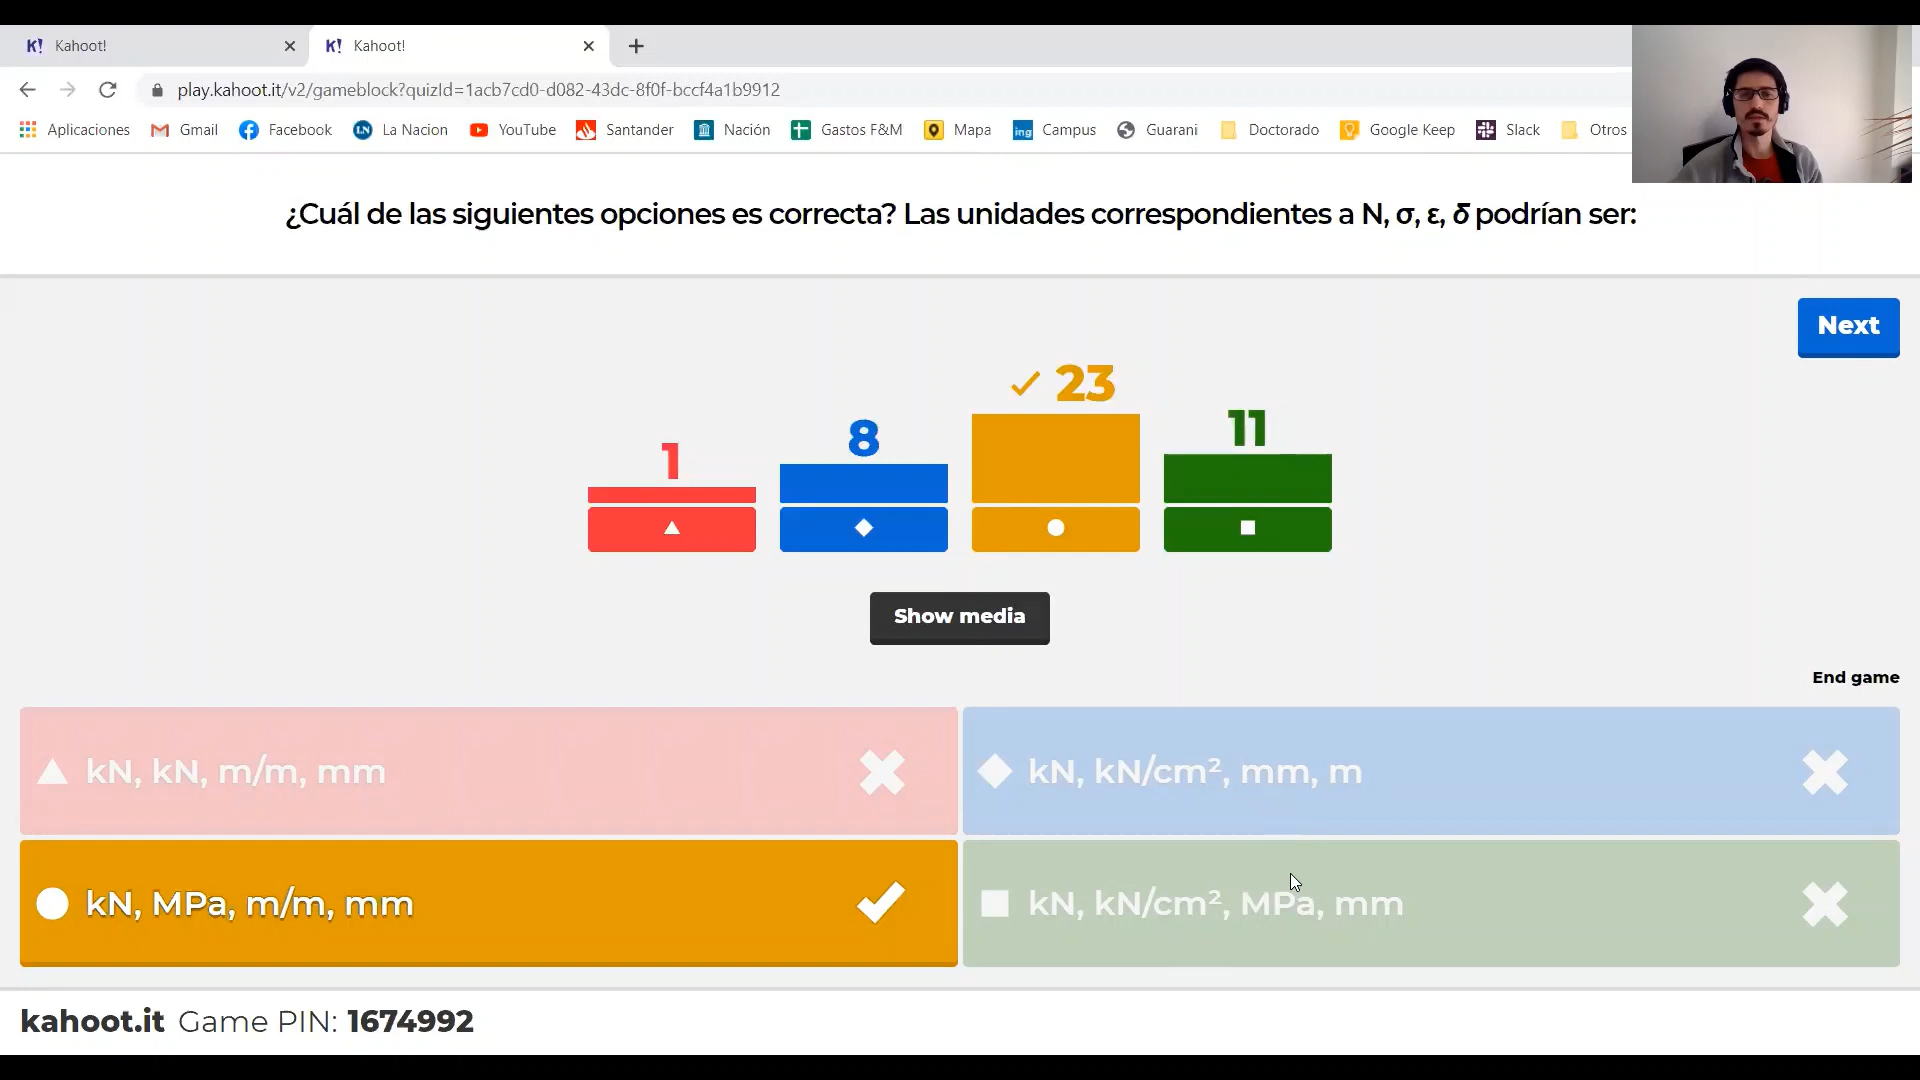 K! Kahoot!
K! Kahoot!
play.kahoot.it/v2/gameblock?quizId=1acb7cd0-d082-43dc-8f0f-bccf4a1b9912
Aplicaciones Gmail Facebook LN La Nacion YouTube Santander Nación Gastos F&M Mapa ing Campus Guarani Doctorado Google Keep Slack Otros
¿Cuál de las siguientes opciones es correcta? Las unidades correspondientes a N, σ, ε, δ podrían ser:
Next
1
8
23
11
Show media
End game
kN, kN, m/m, mm
kN, kN/cm², mm, m
kN, MPa, m/m, mm
kN, kN/cm², MPa, mm
kahoot.it Game PIN: 1674992